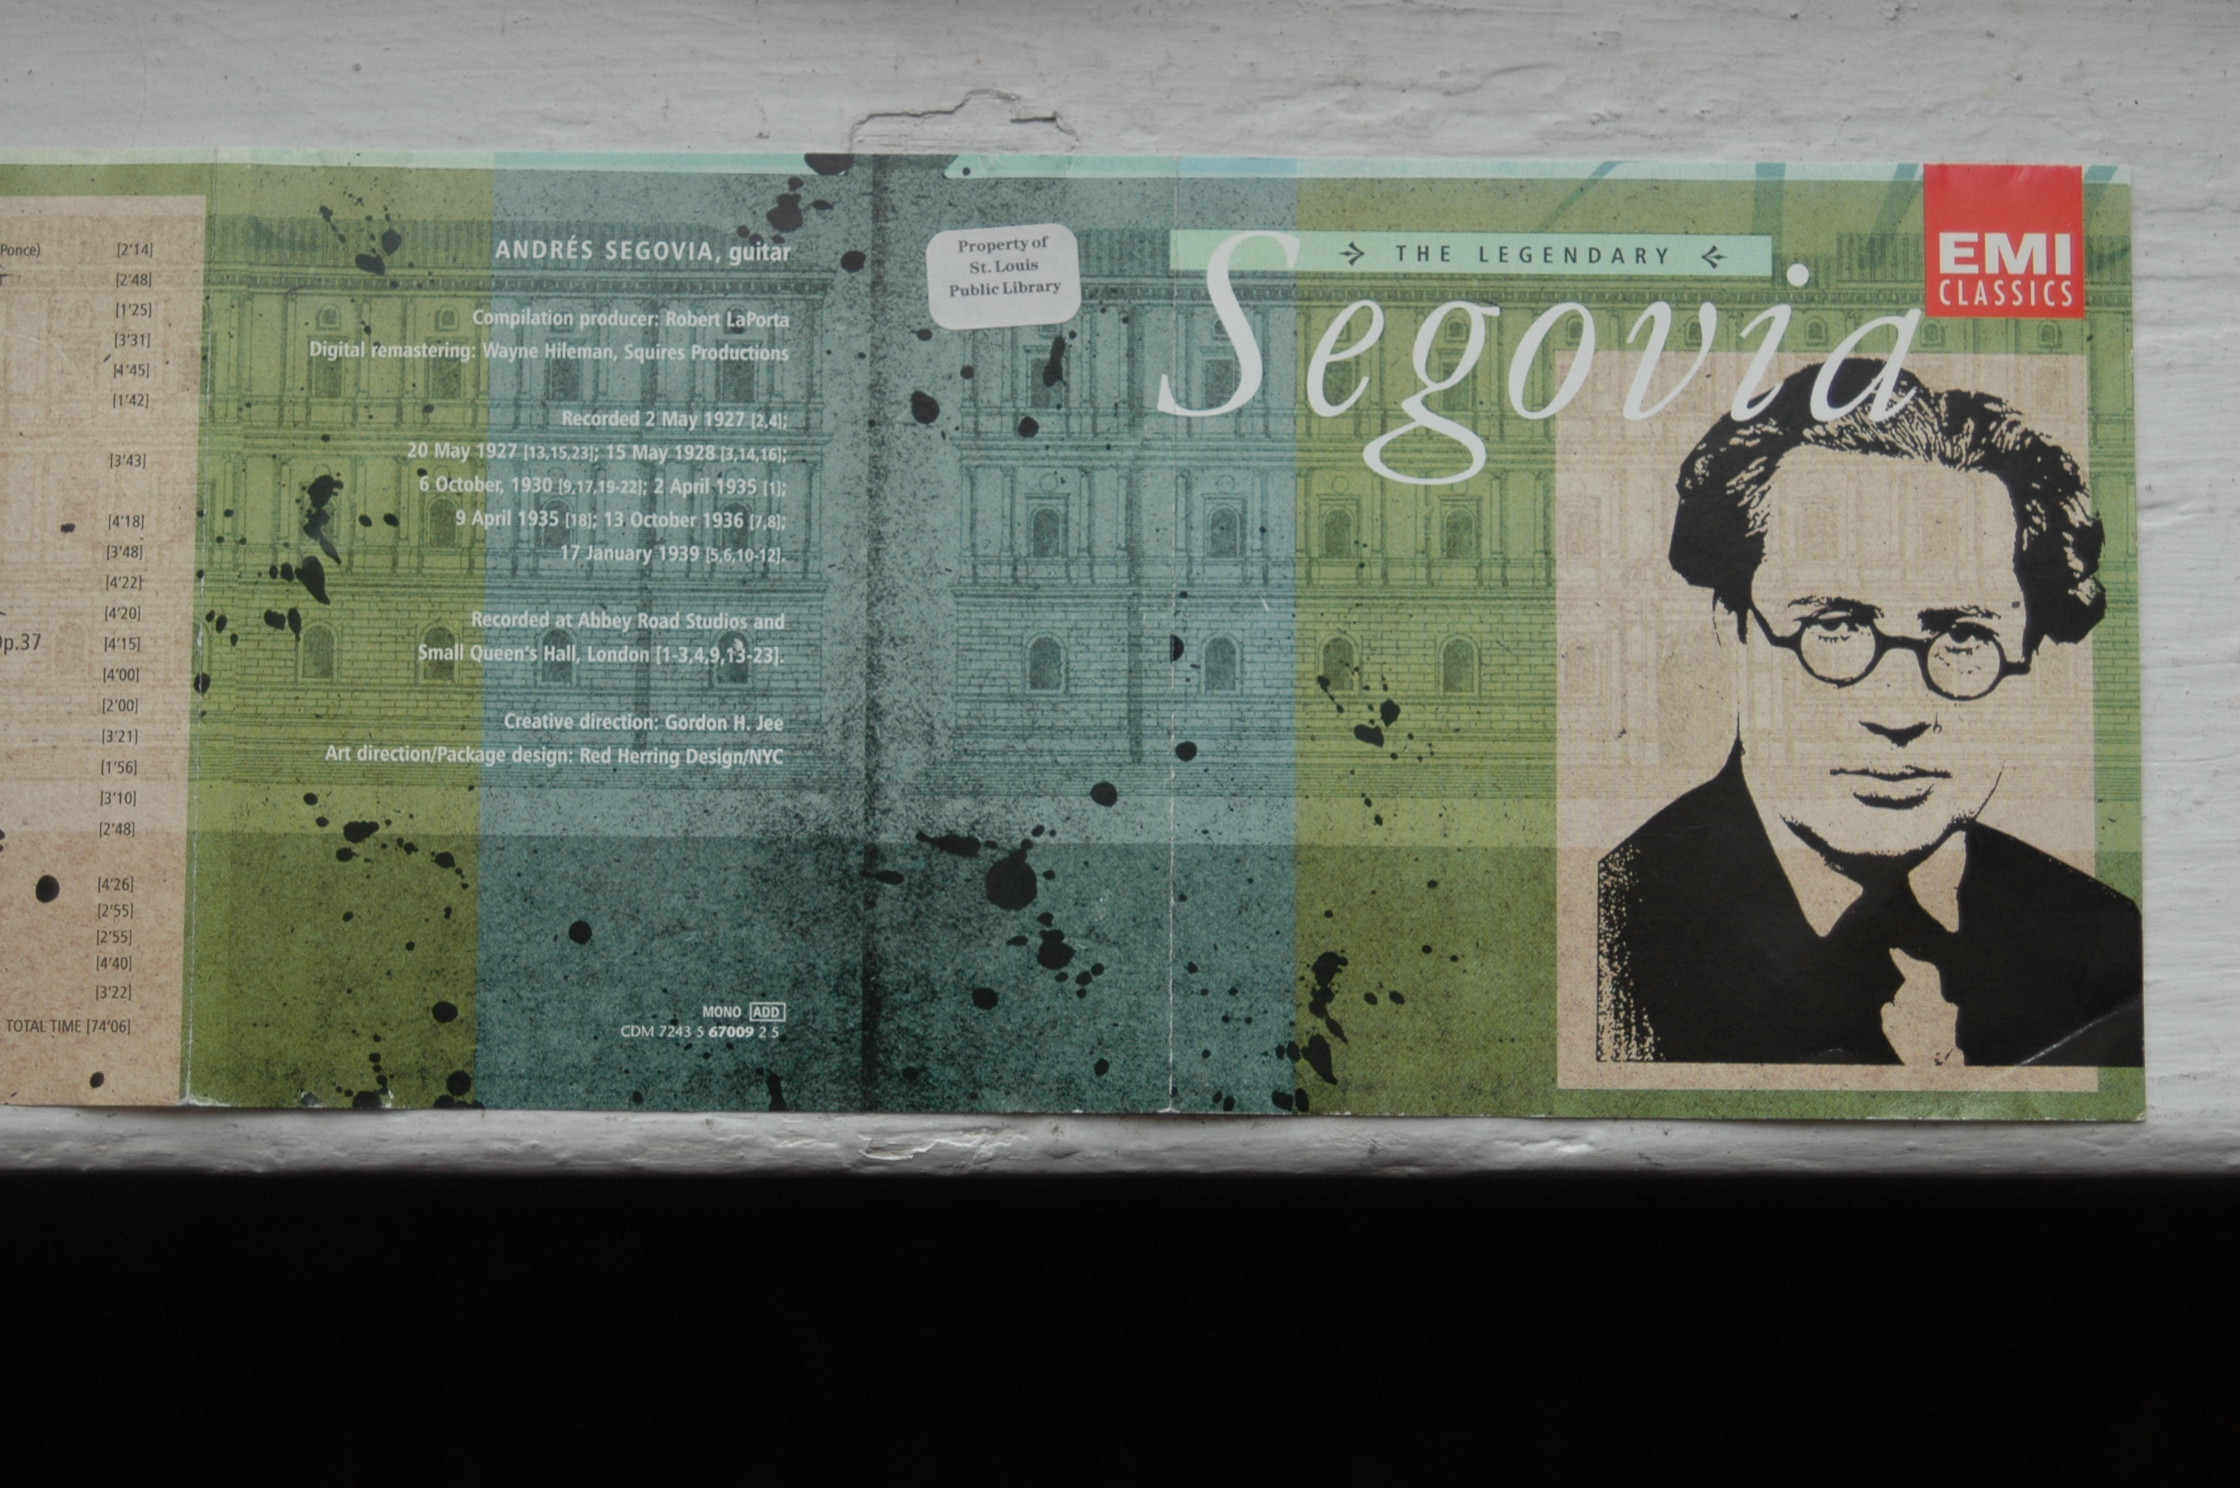 Ponce)
[2'14]
[2'48]
[1'25]
[3'31]
[4'45]
[1'42]
[3'43]
[4'18]
[3'48]
[4'22]
[4'20]
Op.37 [4'15]
[4'00]
[2'00]
[3'21]
[1'56]
[3'10]
[2'48]
[4'26]
[2'55]
[2'55]
[4'40]
[3'22]
TOTAL TIME [74'06]
ANDRÉS SEGOVIA, guitar
Compilation producer: Robert LaPorta
Digital remastering: Wayne Hileman, Squires Productions
Recorded 2 May 1927 [2,4];
20 May 1927 [13,15,23]; 15 May 1928 [3,14,16];
6 October, 1930 [9,17,19-22]; 2 April 1935 [1];
9 April 1935 [18]; 13 October 1936 [7,8];
17 January 1939 [5,6,10-12].
Recorded at Abbey Road Studios and
Small Queen's Hall, London [1-3,4,9,13-23].
Creative direction: Gordon H. Jee
Art direction/Package design: Red Herring Design/NYC
MONO ADD
CDM 7243 5 67009 2 5
Property of
St. Louis
Public Library
THE LEGENDARY
Segovia
EMI
CLASSICS